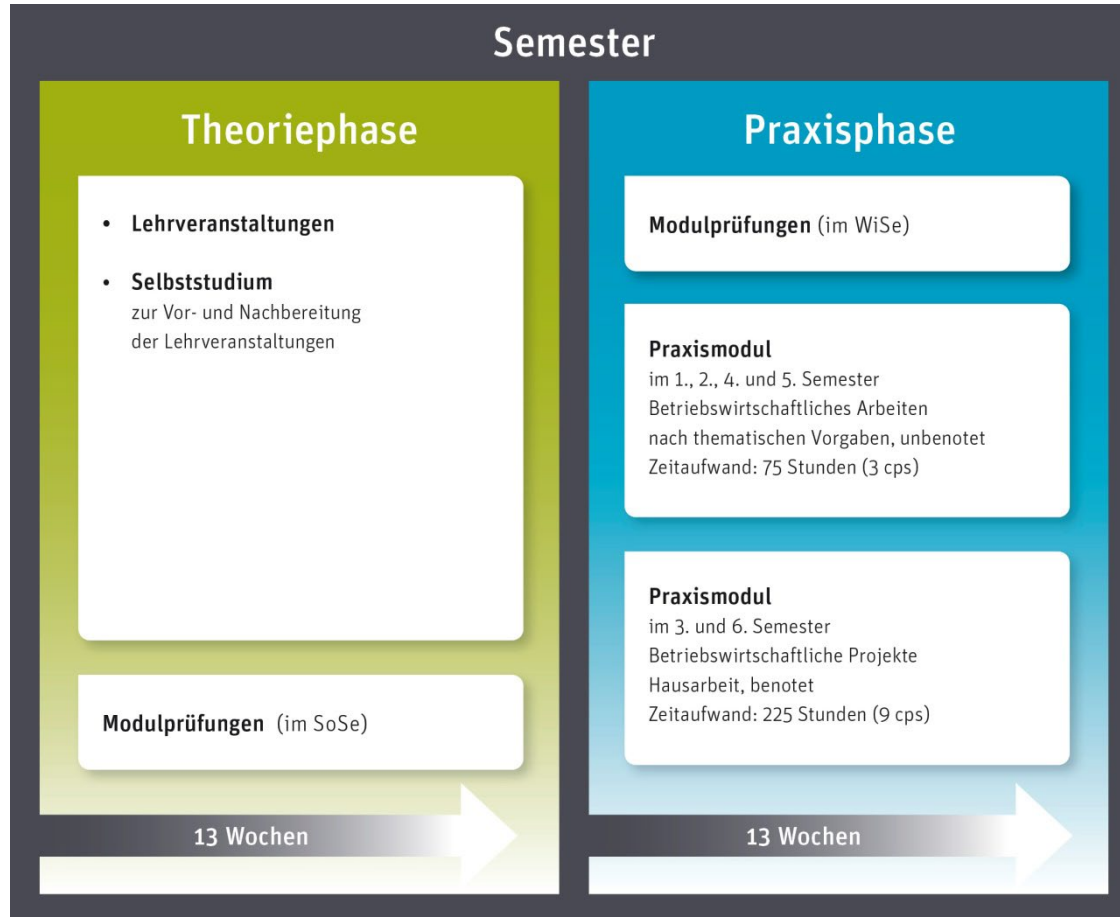 Semester
Theoriephase
• Lehrveranstaltungen
• Selbststudium
zur Vor- und Nachbereitung
der Lehrveranstaltungen
Modulprüfungen (im SoSe)
13 Wochen
Praxisphase
Modulprüfungen (im WiSe)
Praxismodul
im 1., 2., 4. und 5. Semester
Betriebswirtschaftliches Arbeiten
nach thematischen Vorgaben, unbenotet
Zeitaufwand: 75 Stunden (3 cps)
Praxismodul
im 3. und 6. Semester
Betriebswirtschaftliche Projekte
Hausarbeit, benotet
Zeitaufwand: 225 Stunden (9 cps)
13 Wochen